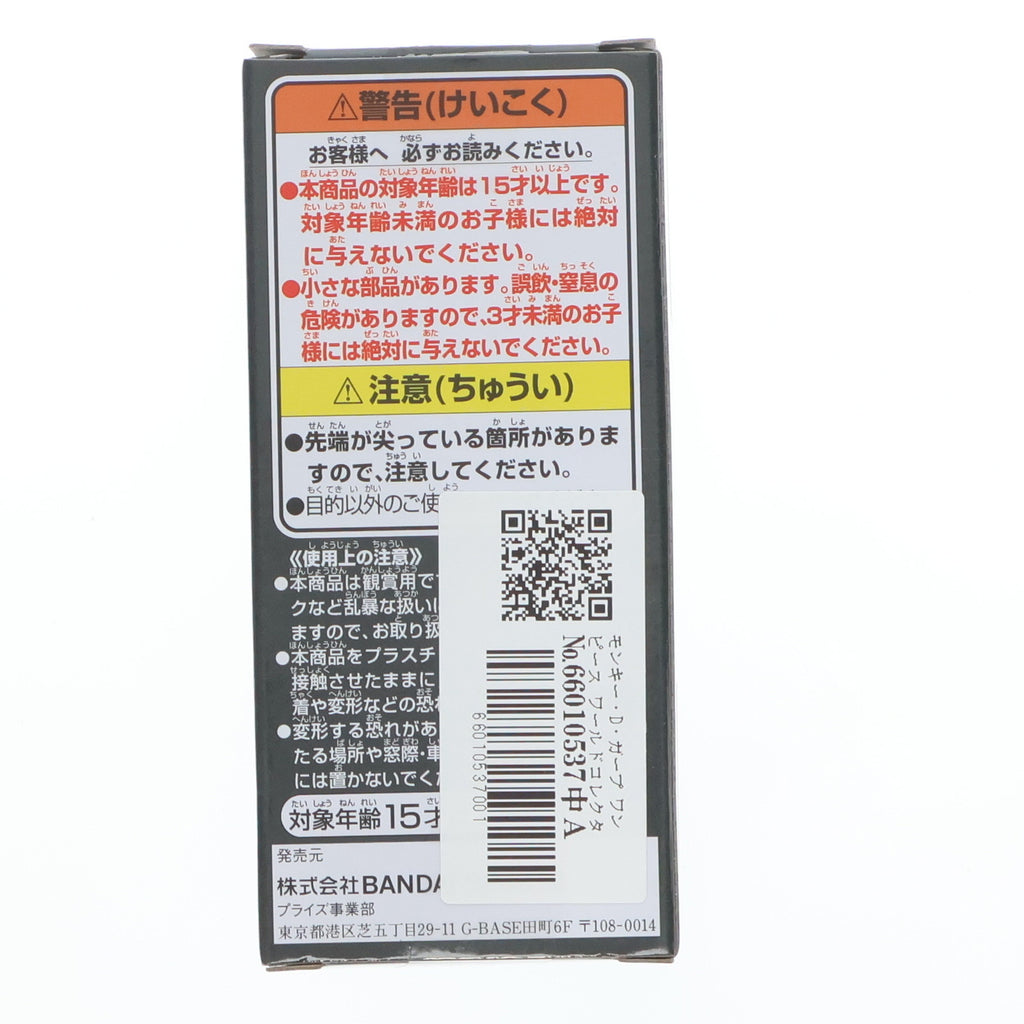 ⚠警告(けいこく)
お客様へ 必ずお読みください。
●本商品の対象年齢は15才以上です。
対象年齢未満のお子様には絶対
に与えないでください。
●小さな部品があります。誤飲・窒息の
危険がありますので、3才未満のお子
様には絶対に与えないでください。
⚠注意(ちゅうい)
●先端が尖っている箇所がありま
すので、注意してください。
●目的以外のご使
《使用上の注意》
●本商品は観賞用で
クなど乱暴な扱い
ますので、お取り扱
●本商品をプラスチ
接触させたままに
着や変形などの恐れ
●変形する恐れがあ
たる場所や窓際・車
には置かないでく
対象年齢15才
発売元
株式会社BANDA
プライズ事業部
東京都港区芝五丁目29-11 G-BASE田町6F 〒108-0014
モンキー・D・ガープ ワン
ピース ワールドコレクタ
No.66010537中 A
66010537001